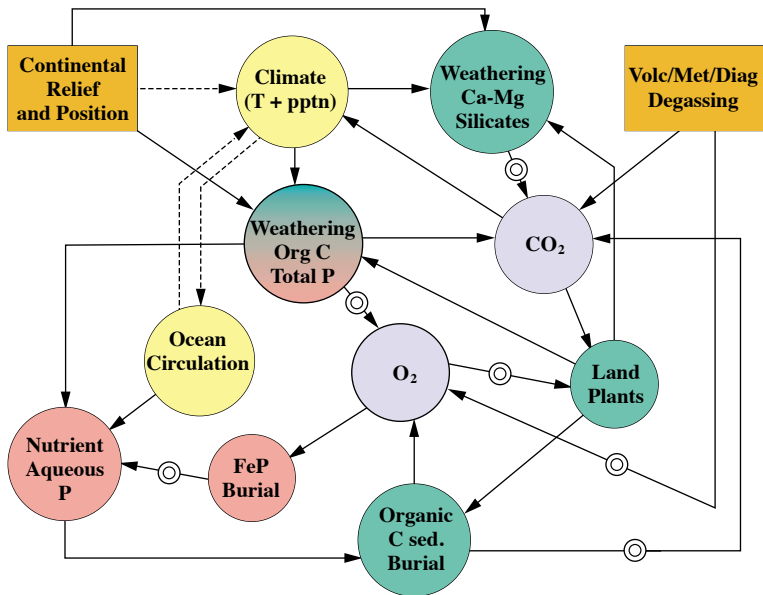 Continental
Relief
and Position
Climate
(T + pptn)
Weathering
Ca-Mg
Silicates
Volc/Met/Diag
Degassing
Weathering
Org C
Total P
CO₂
Ocean
Circulation
O₂
Land
Plants
Nutrient
Aqueous
P
FeP
Burial
Organic
C sed.
Burial